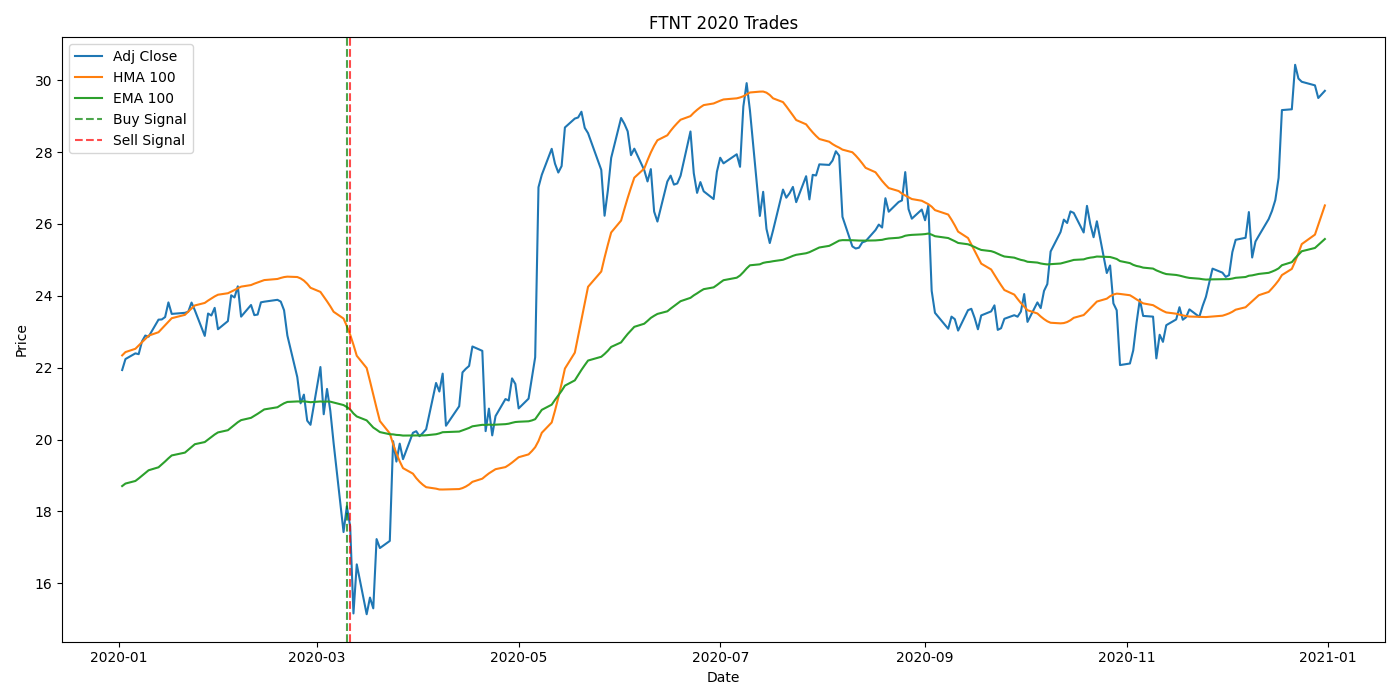 FTNT 2020 Trades
Adj Close
HMA 100
EMA 100
Buy Signal
Sell Signal
Price
30
28
26
24
22
20
18
16
2020-01
2020-03
2020-05
2020-07
2020-09
2020-11
2021-01
Date